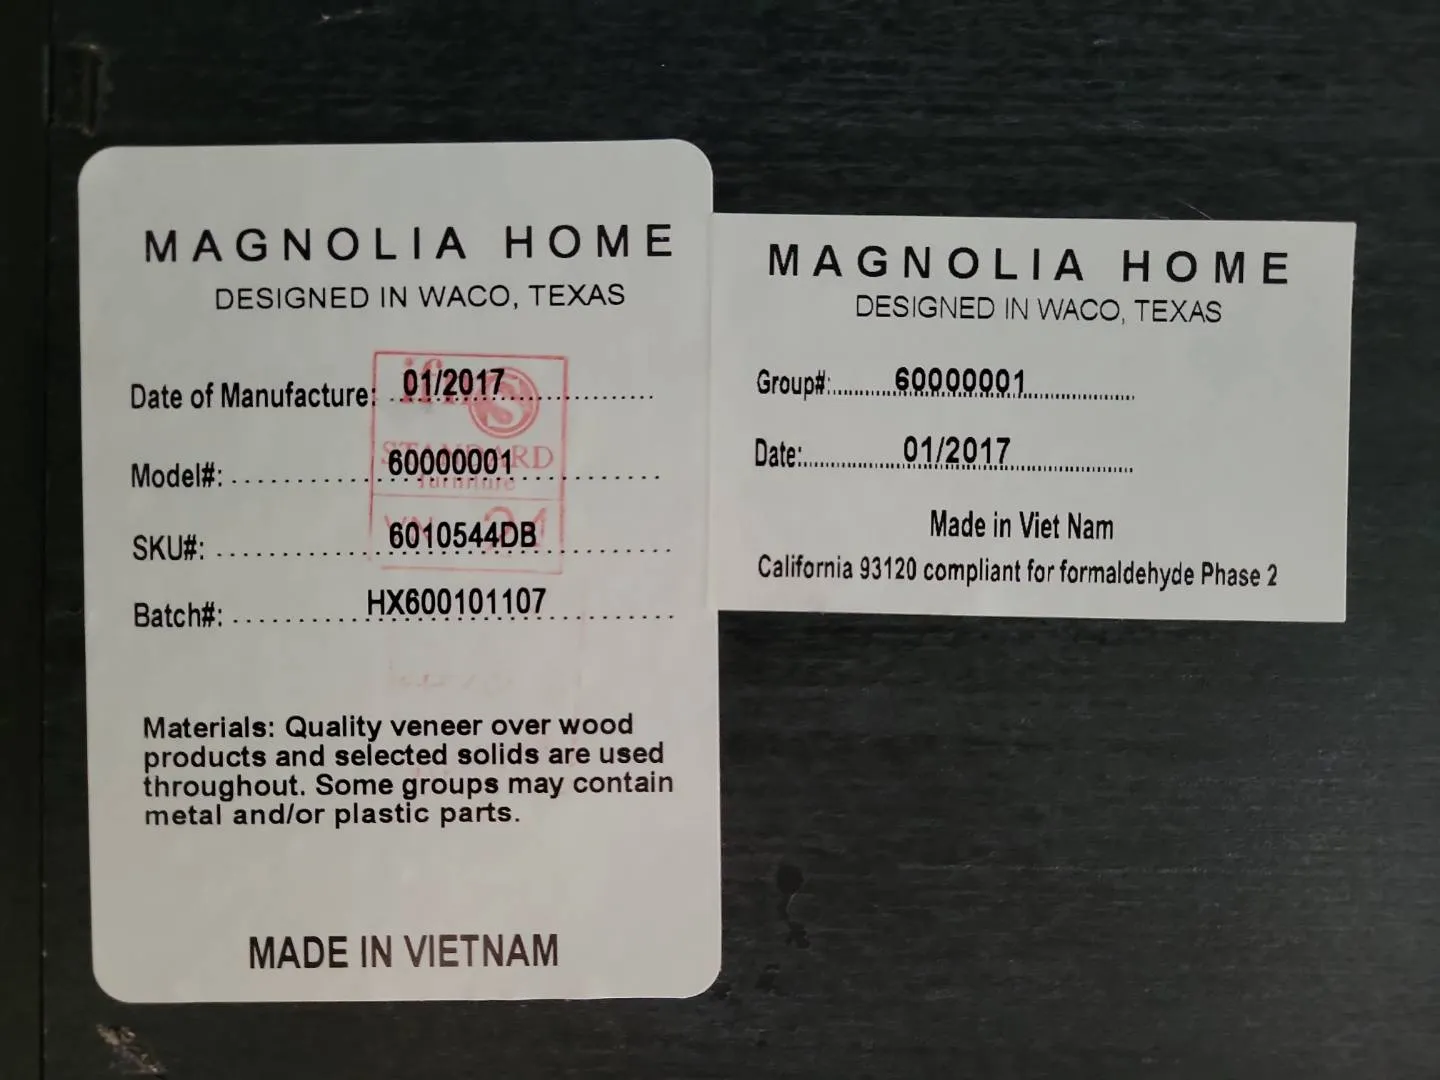 MAGNOLIA HOME
DESIGNED IN WACO, TEXAS
Date of Manufacture: 01/2017
Model#: 60000001
SKU#: 6010544DB
Batch#: HX600101107
STANDARD
furniture
Materials: Quality veneer over wood
products and selected solids are used
throughout. Some groups may contain
metal and/or plastic parts.
MADE IN VIETNAM
MAGNOLIA HOME
DESIGNED IN WACO, TEXAS
Group#: 60000001
Date: 01/2017
Made in Viet Nam
California 93120 compliant for formaldehyde Phase 2